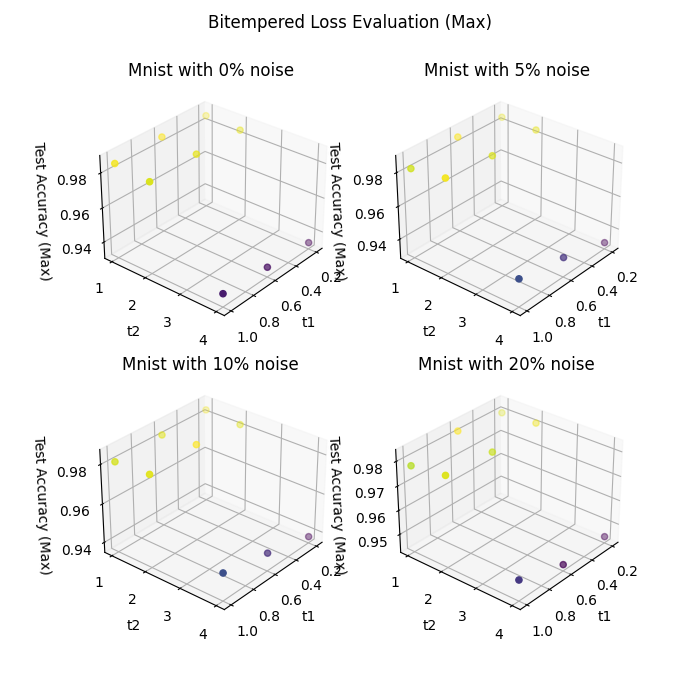 Bitempered Loss Evaluation (Max)
Mnist with 0% noise
Test Accuracy (Max)
0.98
0.96
0.94
1
2
3
4
t2
0.2
0.4
0.6
0.8
1.0
t1
Mnist with 5% noise
Test Accuracy (Max)
0.98
0.96
0.94
1
2
3
4
t2
0.2
0.4
0.6
0.8
1.0
t1
Mnist with 10% noise
Test Accuracy (Max)
0.98
0.96
0.94
1
2
3
4
t2
0.2
0.4
0.6
0.8
1.0
t1
Mnist with 20% noise
Test Accuracy (Max)
0.98
0.97
0.96
0.95
1
2
3
4
t2
0.2
0.4
0.6
0.8
1.0
t1